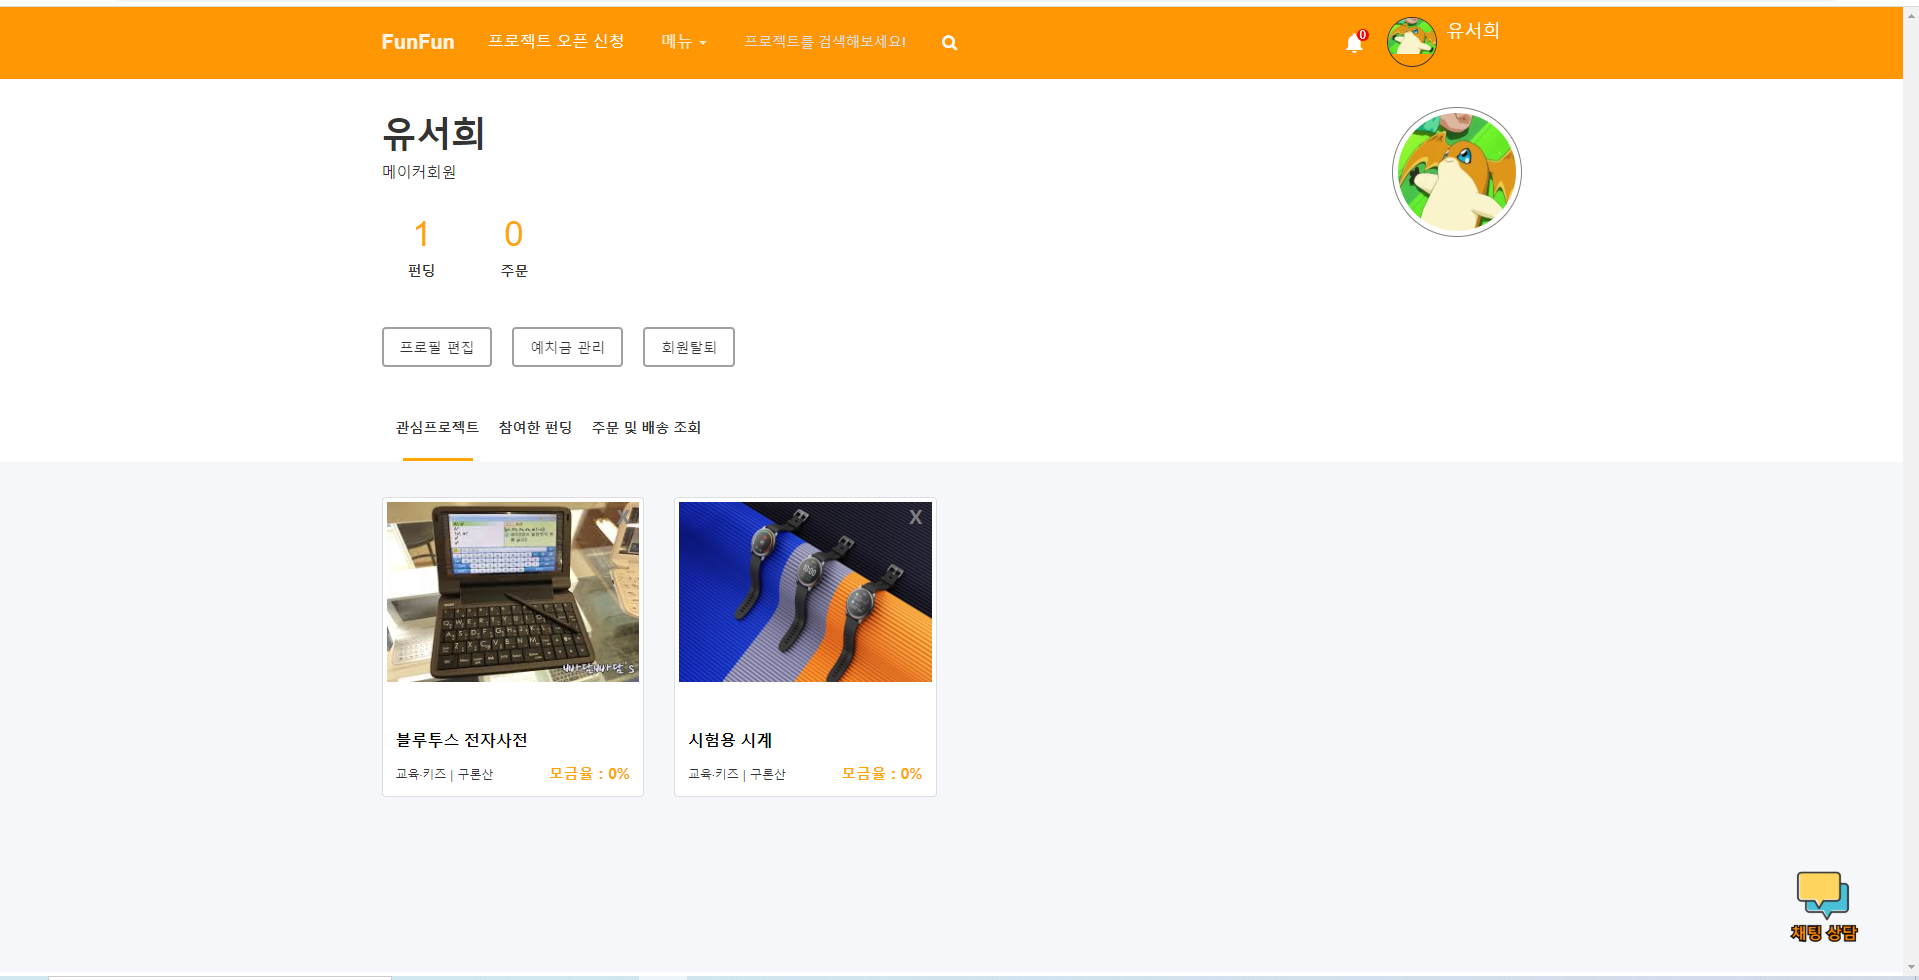 FunFun 프로젝트 오픈 신청 메뉴 프로젝트를 검색해보세요! 0 유서희
유서희
메이커회원
1 0
펀딩 주문
프로필 편집 예치금 관리 회원탈퇴
관심프로젝트 참여한 펀딩 주문 및 배송 조회
X X
블루투스 전자사전 시험용 시계
교육·키즈 | 구론산 모금율 : 0% 교육·키즈 | 구론산 모금율 : 0%
채팅 상담